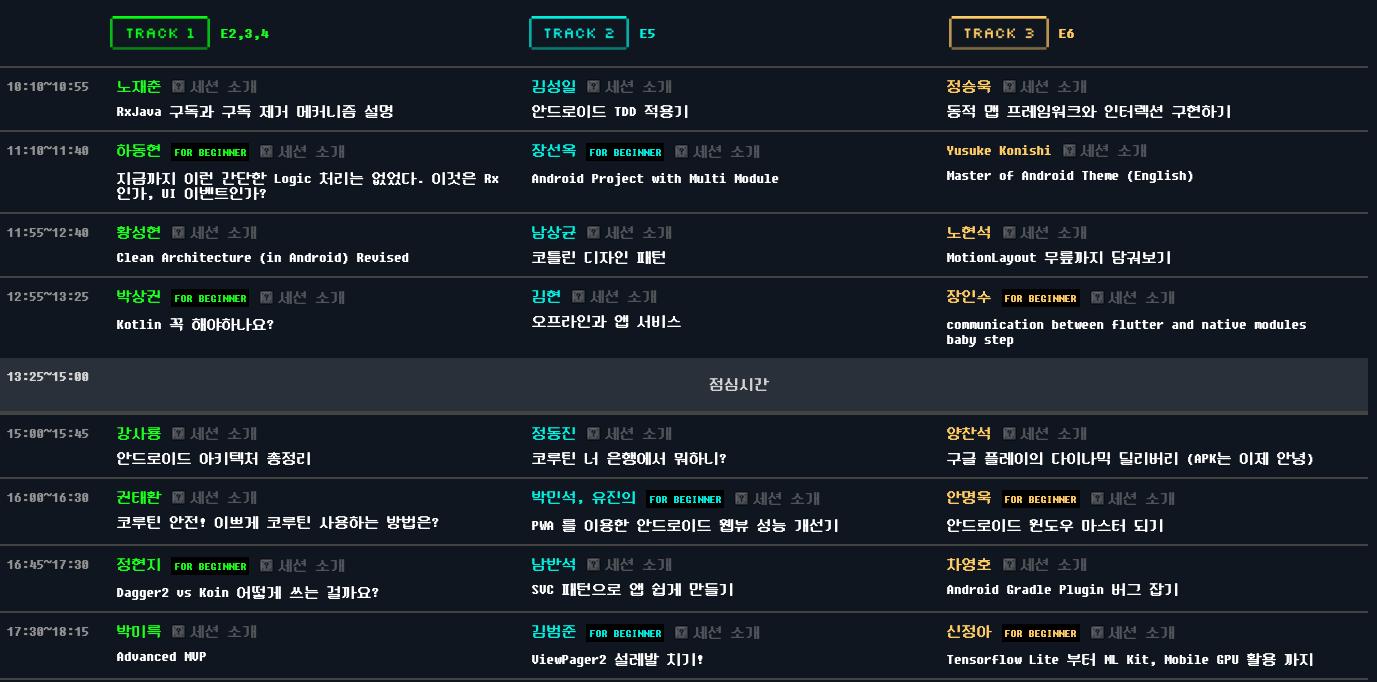 TRACK 1 E2,3,4
TRACK 2 E5
TRACK 3 E6
10:10~10:55
노재춘 세션 소개
RxJava 구독과 구독 제거 메커니즘 설명
김성일 세션 소개
안드로이드 TDD 적용기
정승욱 세션 소개
동적 맵 프레임워크와 인터렉션 구현하기
11:10~11:40
하동현 FOR BEGINNER 세션 소개
지금까지 이런 간단한 Logic 처리는 없었다. 이것은 Rx
인가, UI 이벤트인가?
장선옥 FOR BEGINNER 세션 소개
Android Project with Multi Module
Yusuke Konishi 세션 소개
Master of Android Theme (English)
11:55~12:40
황성현 세션 소개
Clean Architecture (in Android) Revised
남상균 세션 소개
코틀린 디자인 패턴
노현석 세션 소개
MotionLayout 무릎까지 담궈보기
12:55~13:25
박상권 FOR BEGINNER 세션 소개
Kotlin 꼭 해야하나요?
김현 세션 소개
오프라인과 앱 서비스
장인수 FOR BEGINNER 세션 소개
communication between flutter and native modules
baby step
13:25~15:00
점심시간
15:00~15:45
강사룡 세션 소개
안드로이드 아키텍처 총정리
정동진 세션 소개
코루틴 너 은행에서 뭐하니?
양찬석 세션 소개
구글 플레이의 다이나믹 딜리버리 (APK는 이제 안녕)
16:00~16:30
권태환 세션 소개
코루틴 안전! 이쁘게 코루틴 사용하는 방법은?
박민석, 유진의 FOR BEGINNER 세션 소개
PWA 를 이용한 안드로이드 웹뷰 성능 개선기
안명욱 FOR BEGINNER 세션 소개
안드로이드 윈도우 마스터 되기
16:45~17:30
정현지 FOR BEGINNER 세션 소개
Dagger2 vs Koin 어떻게 쓰는 걸까요?
남반석 세션 소개
SVC 패턴으로 앱 쉽게 만들기
차영호 세션 소개
Android Gradle Plugin 버그 잡기
17:30~18:15
박미륵 세션 소개
Advanced MVP
김범준 FOR BEGINNER 세션 소개
ViewPager2 설레발 치기!
신정아 FOR BEGINNER 세션 소개
Tensorflow Lite 부터 ML Kit, Mobile GPU 활용 까지